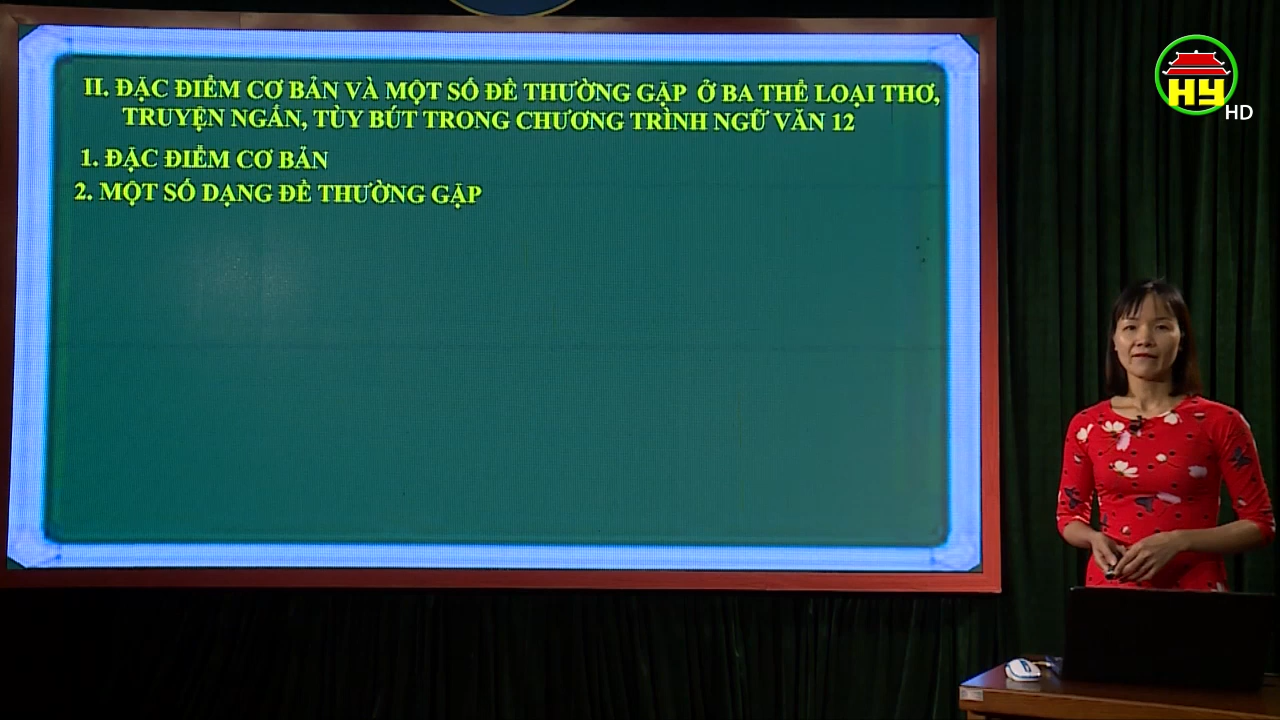 II. ĐẶC ĐIỂM CƠ BẢN VÀ MỘT SỐ ĐỀ THƯỜNG GẶP Ở BA THỂ LOẠI THƠ,
TRUYỆN NGẮN, TÙY BÚT TRONG CHƯƠNG TRÌNH NGỮ VĂN 12
1. ĐẶC ĐIỂM CƠ BẢN
2. MỘT SỐ DẠNG ĐỀ THƯỜNG GẶP
HY
HD